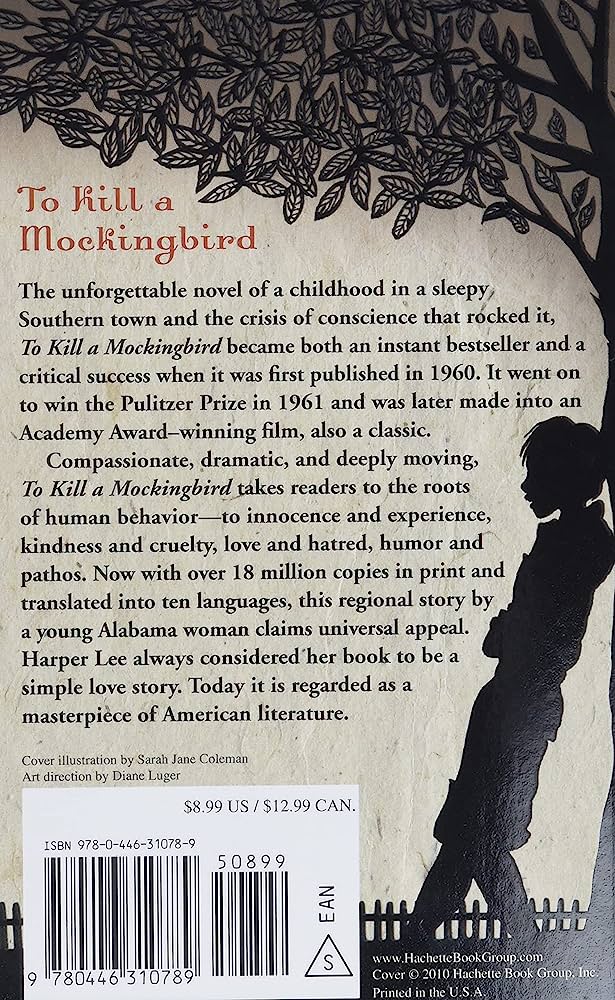 To Kill a
Mockingbird
The unforgettable novel of a childhood in a sleepy
Southern town and the crisis of conscience that rocked it,
To Kill a Mockingbird became both an instant bestseller and a
critical success when it was first published in 1960. It went on
to win the Pulitzer Prize in 1961 and was later made into an
Academy Award–winning film, also a classic.
Compassionate, dramatic, and deeply moving,
To Kill a Mockingbird takes readers to the roots
of human behavior—to innocence and experience,
kindness and cruelty, love and hatred, humor and
pathos. Now with over 18 million copies in print and
translated into ten languages, this regional story by
a young Alabama woman claims universal appeal.
Harper Lee always considered her book to be a
simple love story. Today it is regarded as a
masterpiece of American literature.
Cover illustration by Sarah Jane Coleman
Art direction by Diane Luger
$8.99 US / $12.99 CAN.
ISBN 978-0-446-31078-9
50899
9 780446 310789
EAN
S
www.HachetteBookGroup.com
Cover © 2010 Hachette Book Group, Inc.
Printed in the U.S.A.